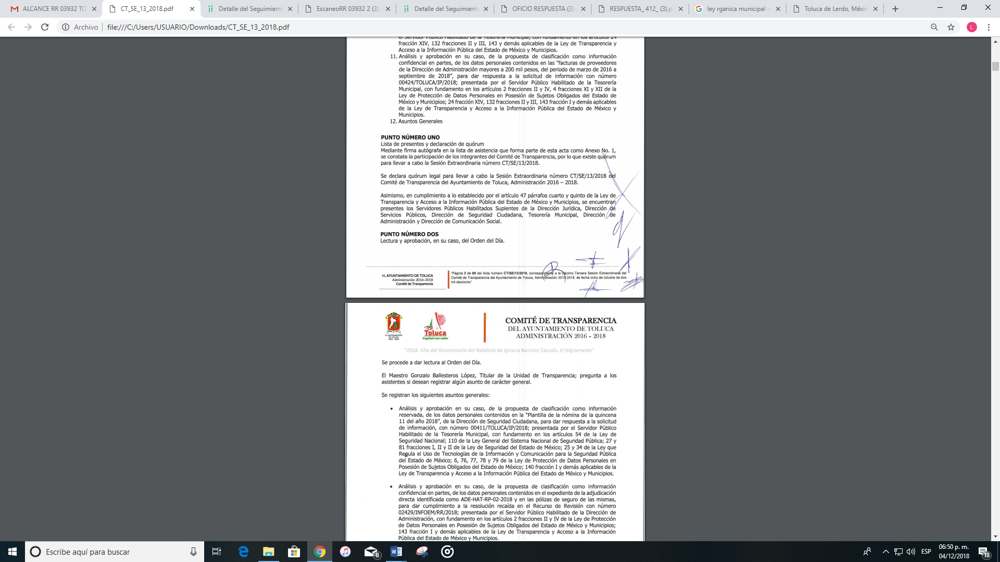 ALCANCE RR 03932 TO
CT_SE_13_2018.pdf
Detalle del Seguimiento
EscaneoRR 03932 2 (3).
Detalle del Seguimiento
OFICIO RESPUESTA (3).
RESPUESTA_ 412_ (3).p
ley rganica municipal -
Toluca de Lerdo, Méxic
Archivo
file:///C:/Users/USUARIO/Downloads/CT_SE_13_2018.pdf
L
el Servidor Público Habilitado de la Tesorería Municipal, con fundamento en los artículos 24
fracción XIV, 132 fracciones II y III, 143 y demás aplicables de la Ley de Transparencia y
Acceso a la Información Pública del Estado de México y Municipios.
11. Análisis y aprobación en su caso, de la propuesta de clasificación como información
confidencial en partes, de los datos personales contenidos en las “facturas de proveedores
de la Dirección de Administración mayores a 200 mil pesos, del periodo de marzo de 2016 a
septiembre de 2018”, para dar respuesta a la solicitud de información con número
00424/TOLUCA/IP/2018; presentada por el Servidor Público Habilitado de la Tesorería
Municipal, con fundamento en los artículos 2 fracciones II y IV, 4 fracciones XI y XII de la
Ley de Protección de Datos Personales en Posesión de Sujetos Obligados del Estado de
México y Municipios; 24 fracción XIV, 132 fracciones II y III, 143 fracción I y demás aplicables
de la Ley de Transparencia y Acceso a la Información Pública del Estado de México y
Municipios.
12. Asuntos Generales
PUNTO NÚMERO UNO
Lista de presentes y declaración de quórum
Mediante firma autógrafa en la lista de asistencia que forma parte de esta acta como Anexo No. 1,
se constata la participación de los integrantes del Comité de Transparencia, por lo que existe quórum
para llevar a cabo la Sesión Extraordinaria número CT/SE/13/2018.
Se declara quórum legal para llevar a cabo la Sesión Extraordinaria número CT/SE/13/2018 del
Comité de Transparencia del Ayuntamiento de Toluca, Administración 2016 – 2018.
Asimismo, en cumplimiento a lo establecido por el artículo 47 párrafos cuarto y quinto de la Ley de
Transparencia y Acceso a la Información Pública del Estado de México y Municipios, se encuentran
presentes los Servidores Públicos Habilitados Suplentes de la Dirección Jurídica, Dirección de
Servicios Públicos, Dirección de Seguridad Ciudadana, Tesorería Municipal, Dirección de
Administración y Dirección de Comunicación Social.
PUNTO NÚMERO DOS
Lectura y aprobación, en su caso, del Orden del Día.
H. AYUNTAMIENTO DE TOLUCA
Administración 2016-2018
Comité de Transparencia
“Página 3 de 69 del Acta número CT/SE/13/2018, correspondiente a la Décimo Tercera Sesión Extraordinaria del
Comité de Transparencia del Ayuntamiento de Toluca, Administración 2016-2018, de fecha ocho de octubre de dos
mil dieciocho”
H. AYUNTAMIENTO
DE TOLUCA
2016 - 2018
Toluca
Capital con valor
COMITÉ DE TRANSPARENCIA
DEL AYUNTAMIENTO DE TOLUCA
ADMINISTRACIÓN 2016 – 2018
“2018. Año del Bicentenario del Natalicio de Ignacio Ramírez Calzada, El Nigromante”
Se procede a dar lectura al Orden del Día.
El Maestro Gonzalo Ballesteros López, Titular de la Unidad de Transparencia; pregunta a los
asistentes si desean registrar algún asunto de carácter general.
Se registran los siguientes asuntos generales:
• Análisis y aprobación en su caso, de la propuesta de clasificación como información
reservada, de los datos personales contenidos en la “Plantilla de la nómina de la quincena
11 del año 2018”, de la Dirección de Seguridad Ciudadana, para dar respuesta a la solicitud
de información, con número 00411/TOLUCA/IP/2018; presentada por el Servidor Público
Habilitado de la Tesorería Municipal, con fundamento en los artículos 54 de la Ley de
Seguridad Nacional; 110 de la Ley General del Sistema Nacional de Seguridad Pública; 27 y
81 fracciones I, II y II de la Ley de Seguridad del Estado de México; 25 y 34 de la Ley que
Regula el Uso de Tecnologías de la Información y Comunicación para la Seguridad Pública
del Estado de México; 6, 76, 77, 78 y 79 de la Ley de Protección de Datos Personales en
Posesión de Sujetos Obligados del Estado de México; 140 fracción I y demás aplicables de la
Ley de Transparencia y Acceso a la Información Pública del Estado de México y Municipios.
• Análisis y aprobación en su caso, de la propuesta de clasificación como información
confidencial en partes, de los datos personales contenidos en el expediente de la adjudicación
directa identificada como ADE-HAT-RP-02-2018 y en las pólizas de seguro de las mismas,
para dar cumplimiento a la resolución recaída en el Recurso de Revisión con número
02429/INFOEM/RR/2018; presentada por el Servidor Público Habilitado de la Dirección de
Administración, con fundamento en los artículos 2 fracciones II y IV de la Ley de Protección
de Datos Personales en Posesión de Sujetos Obligados del Estado de México y Municipios;
143 fracción I y demás aplicables de la Ley de Transparencia y Acceso a la Información
Pública del Estado de México y Municipios.
Escribe aquí para buscar
8
ESP
06:50 p. m.
04/12/2018
18